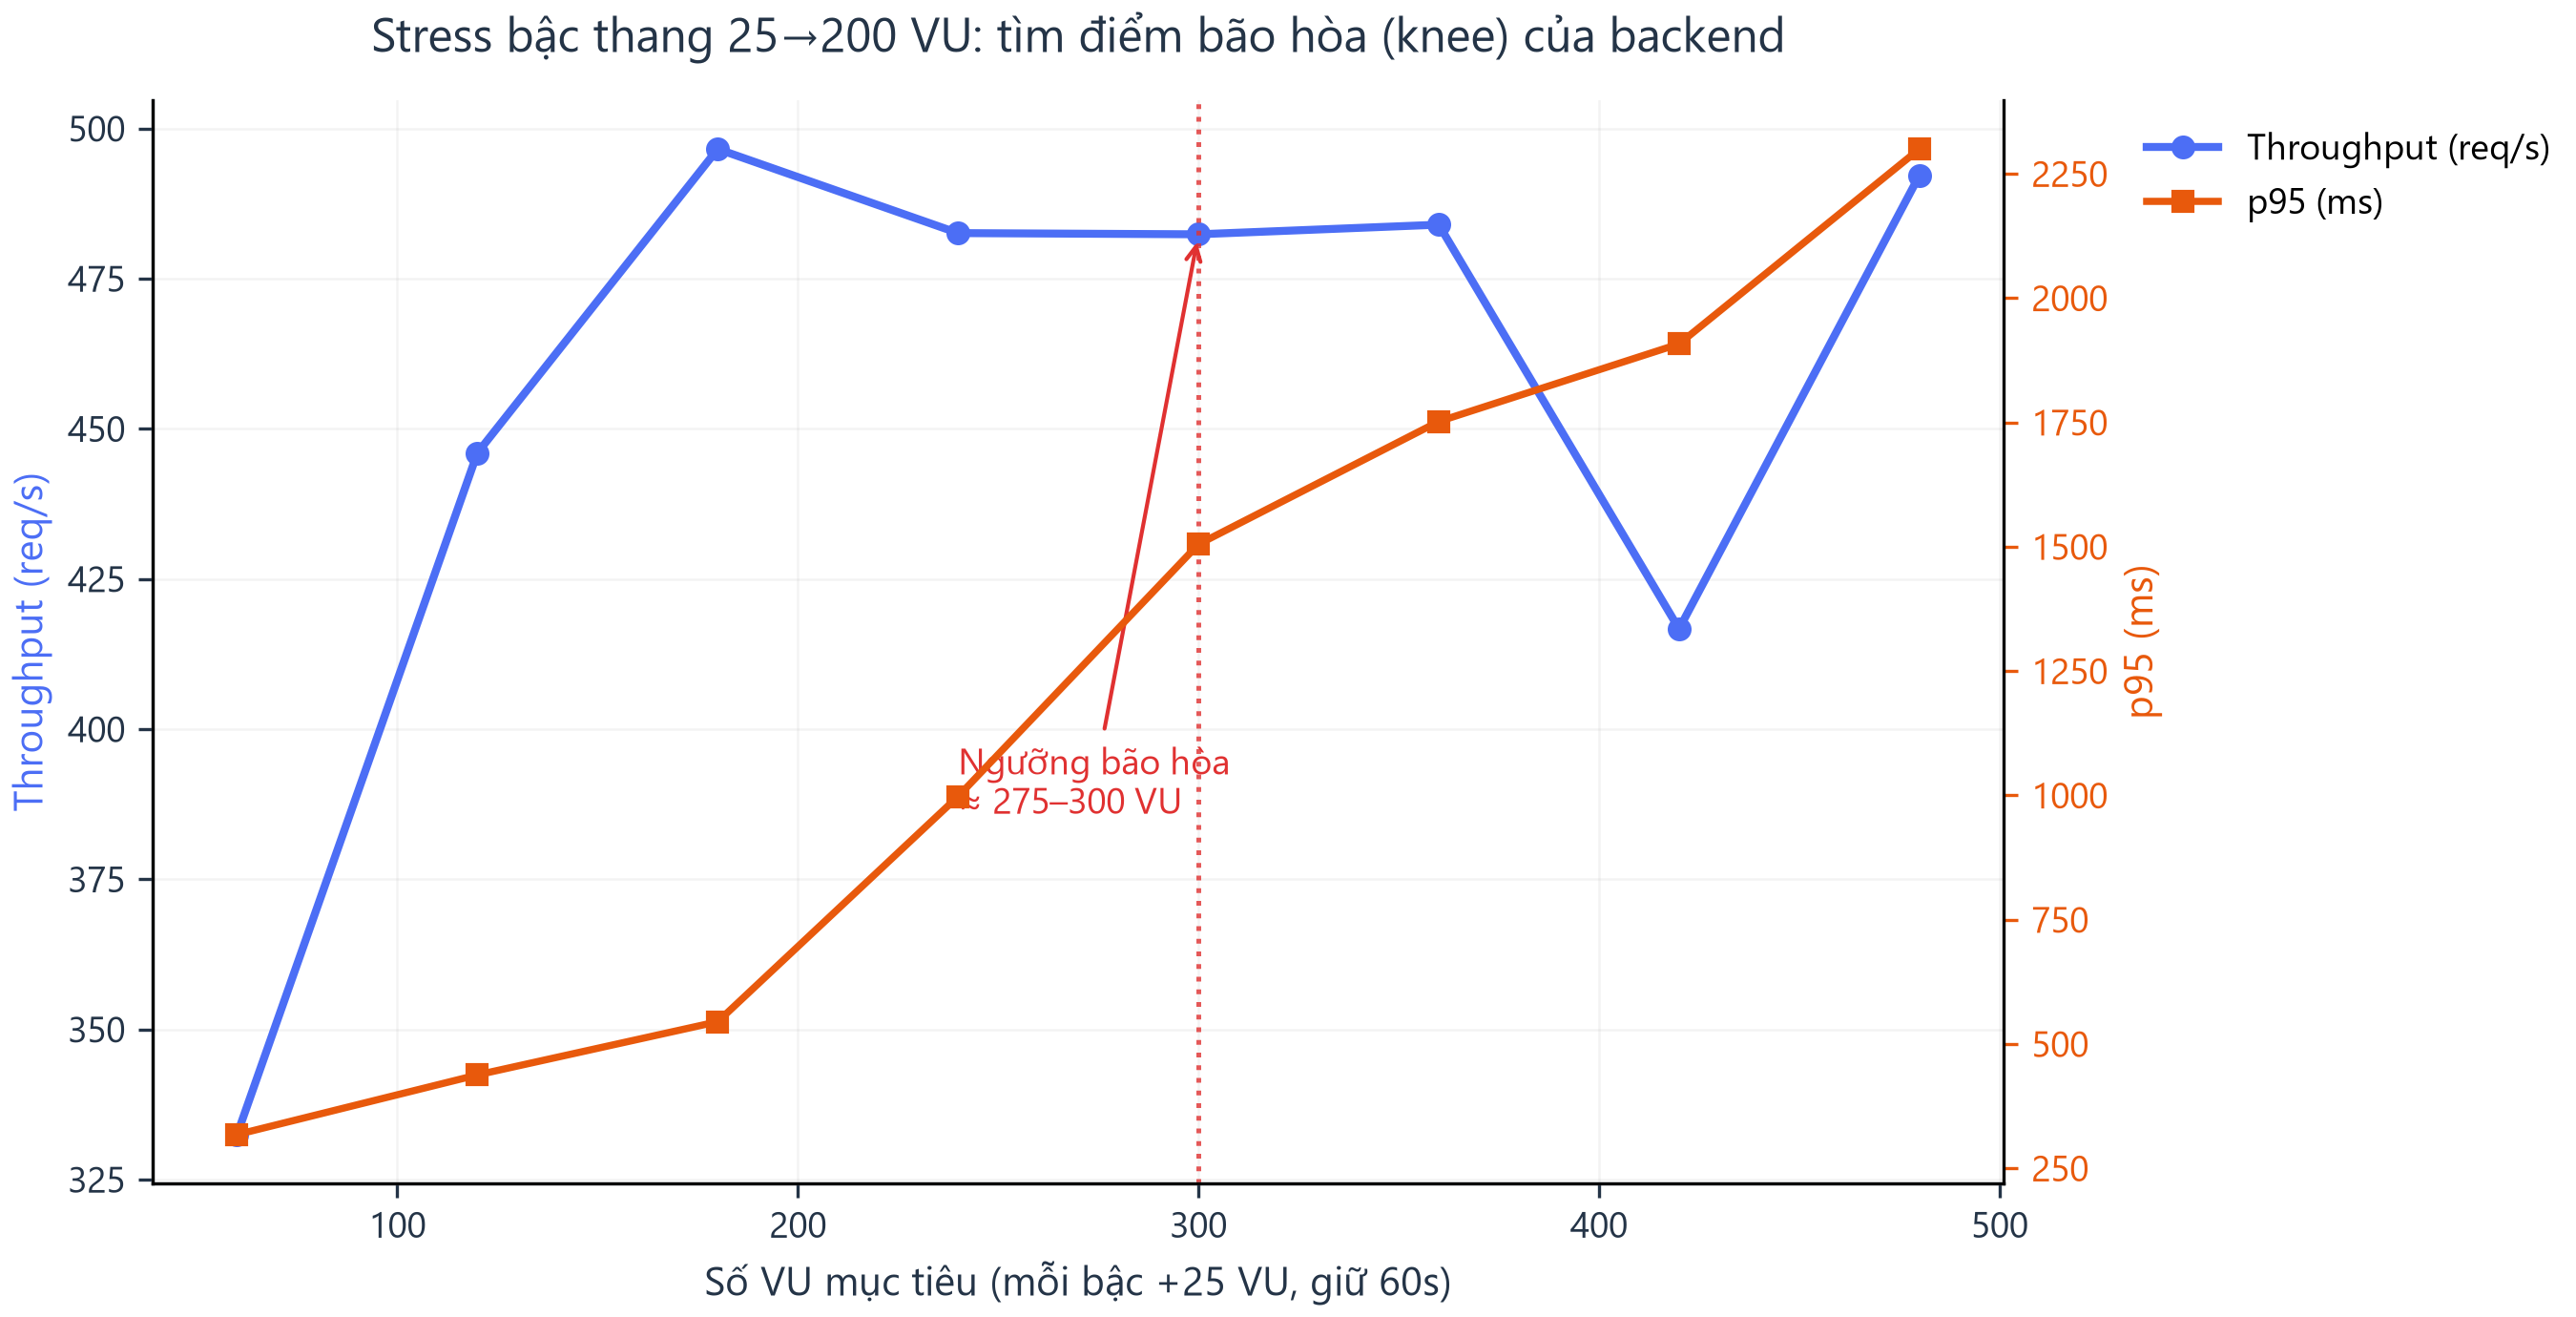 Stress bậc thang 25→200 VU: tìm điểm bão hòa (knee) của backend
Throughput (req/s)
p95 (ms)
500
475
450
425
400
375
350
325
Throughput (req/s)
2250
2000
1750
1500
1250
1000
750
500
250
p95 (ms)
Ngưỡng bão hòa
≈ 275–300 VU
100
200
300
400
500
Số VU mục tiêu (mỗi bậc +25 VU, giữ 60s)